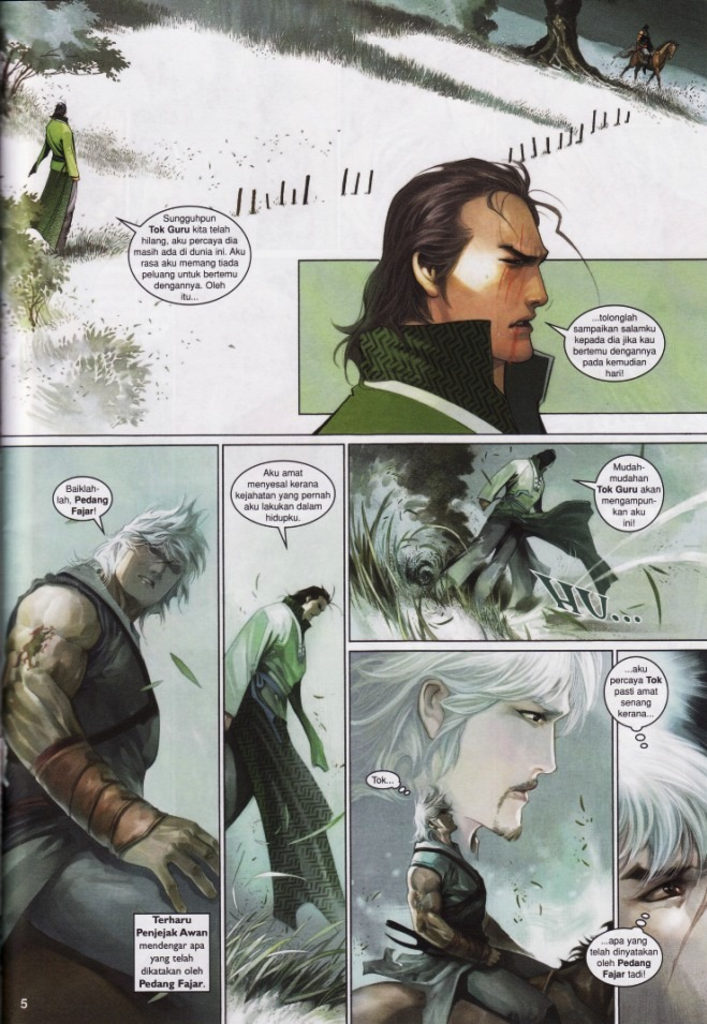 Sungguhpun
Tok Guru kita telah
hilang, aku percaya dia
masih ada di dunia ini. Aku
rasa aku memang tiada
peluang untuk bertemu
dengannya. Oleh
itu...
...tolonglah
sampaikan salamku
kepada dia jika kau
bertemu dengannya
pada kemudian
hari!
Baiklah-
lah, Pedang
Fajar!
Aku amat
menyesal kerana
kejahatan yang pernah
aku lakukan dalam
hidupku.
Mudah-
mudahan
Tok Guru akan
mengampun-
kan aku
ini!
HU...
Tok...
...aku
percaya Tok
pasti amat
senang
kerana...
...apa yang
telah dinyatakan
oleh Pedang
Fajar tadi!
Terharu
Penjejak Awan
mendengar apa
yang telah
dikatakan oleh
Pedang Fajar.
5